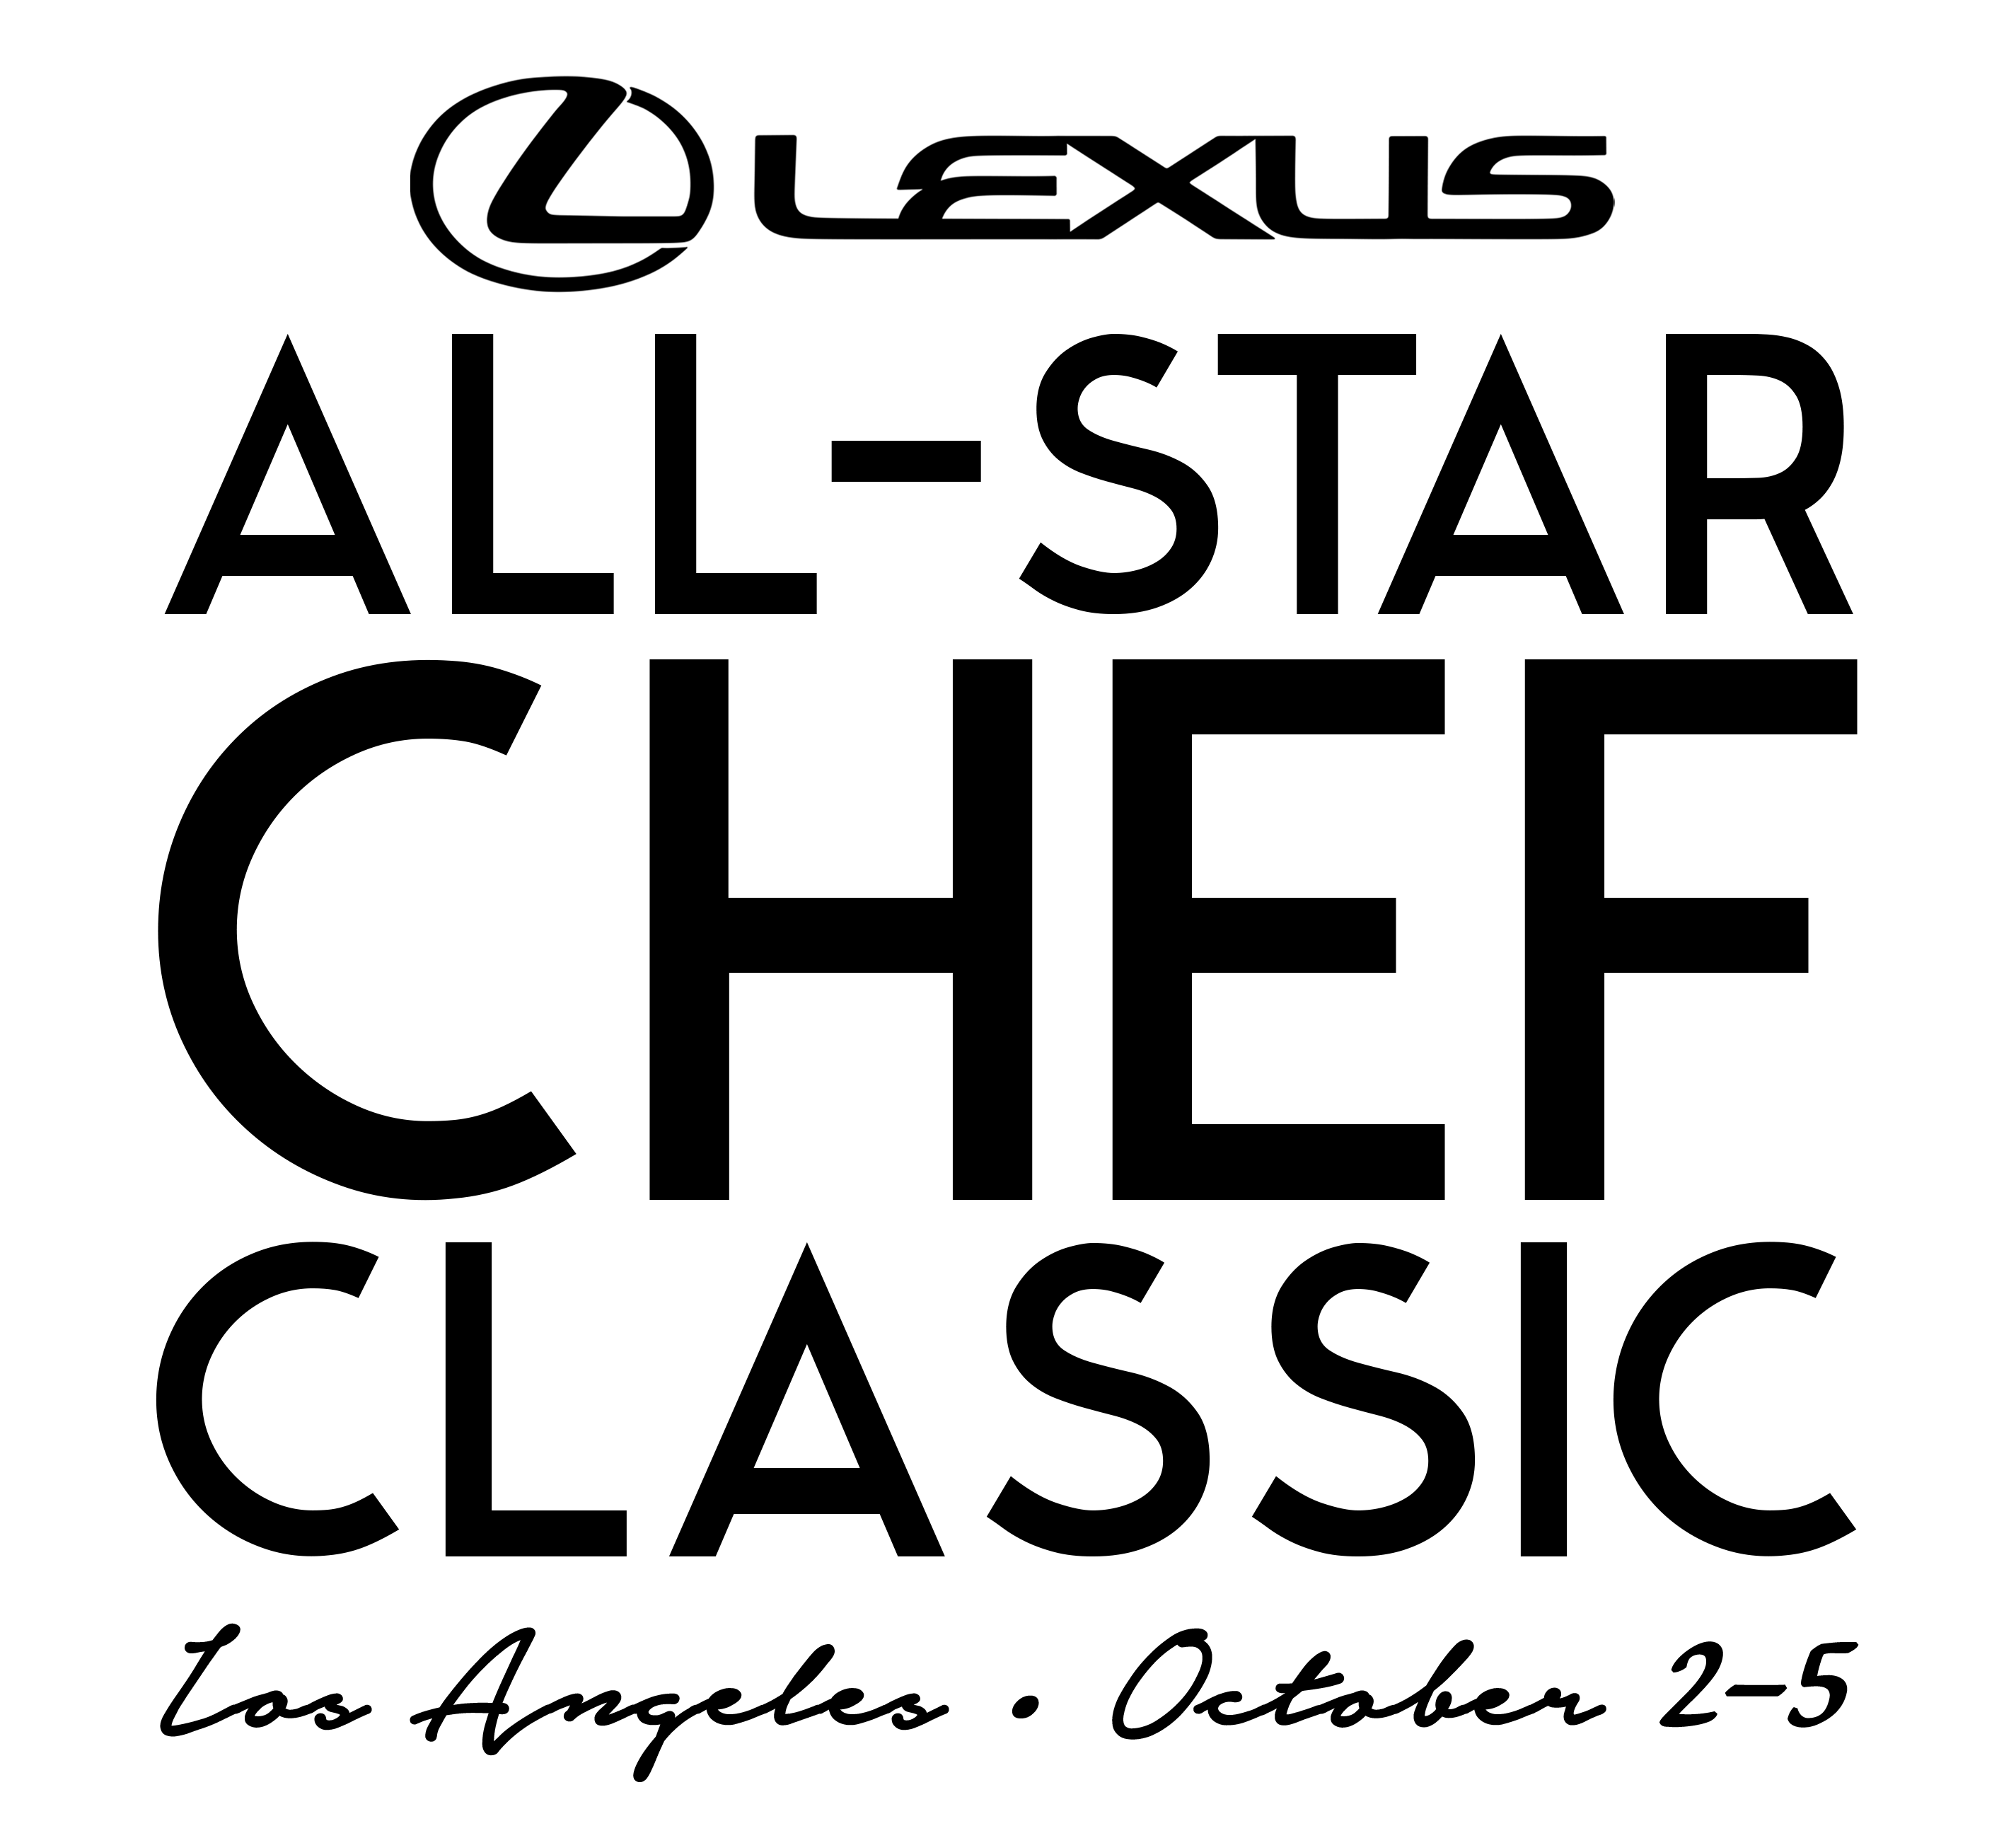 LEXUS
ALL-STAR
CHEF
CLASSIC
Los Angeles • October 2-5